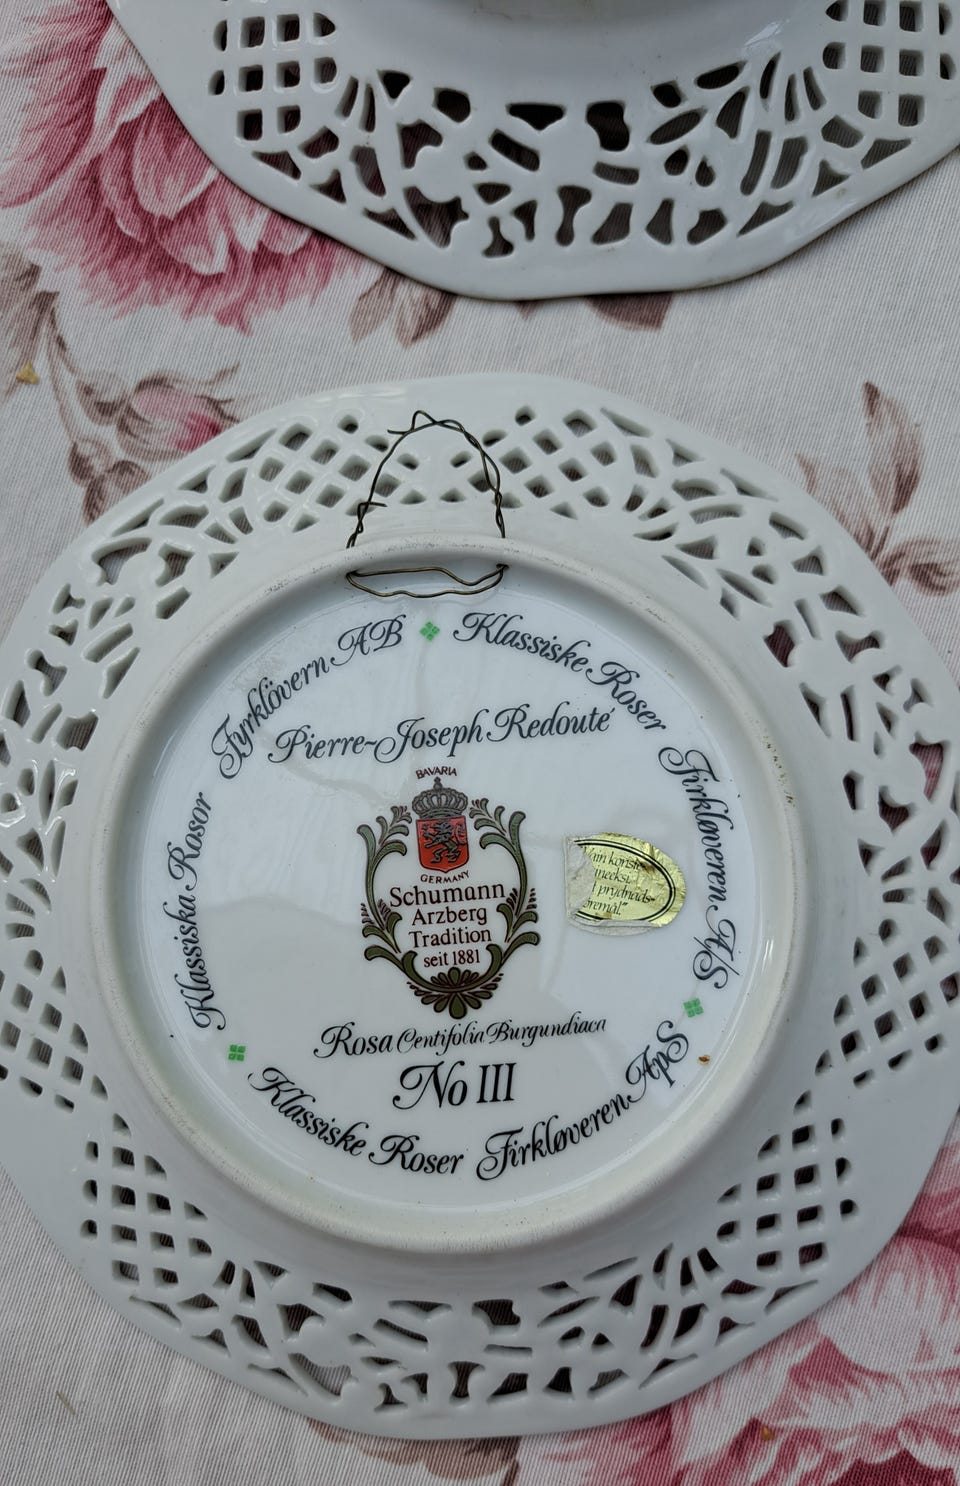 Fyrklövern AB
Klassiske Roser
Firkløveren A/S
Klassiske Roser Firkløveren ApS
Klassiska Rosor
Pierre-Joseph Redouté
BAVARIA
GERMANY
Schumann
Arzberg
Tradition
seit 1881
prydnads-
Rosa Centifolia Burgundiaca
No III